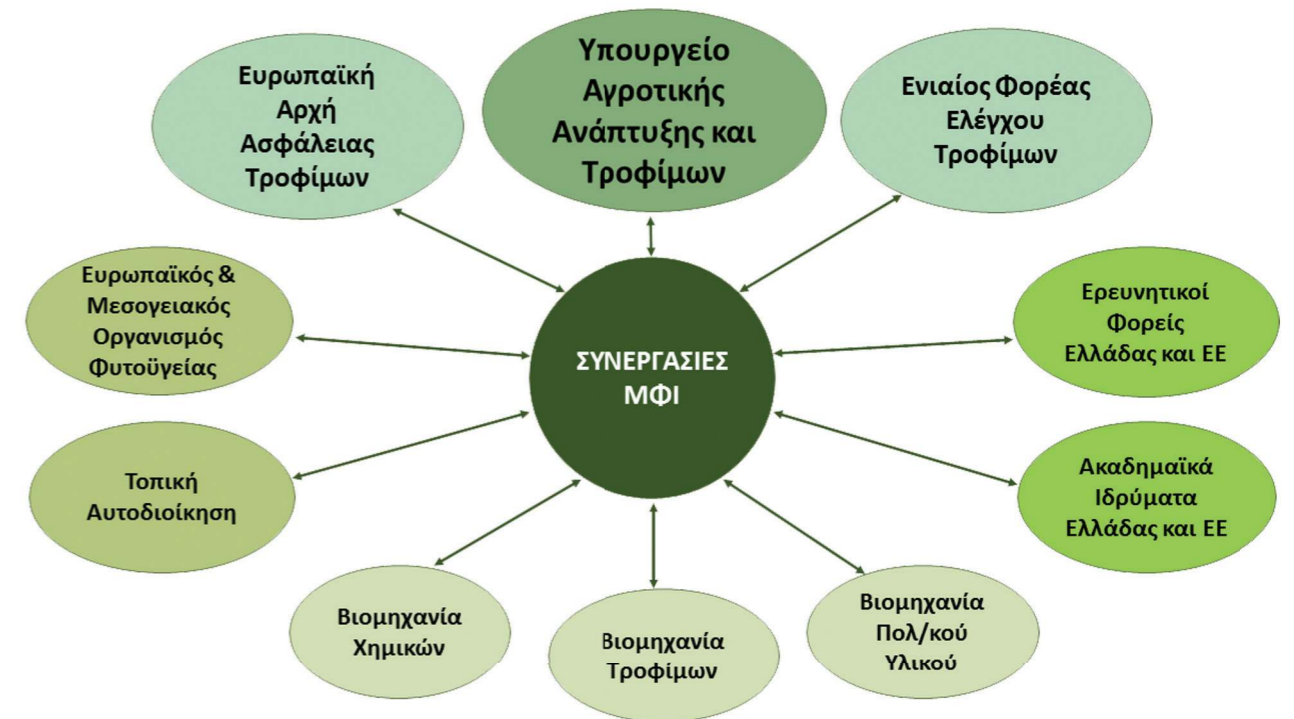 Ευρωπαϊκή
Αρχή
Ασφάλειας
Τροφίμων
Υπουργείο
Αγροτικής
Ανάπτυξης και
Τροφίμων
Ενιαίος Φορέας
Ελέγχου
Τροφίμων
Ευρωπαϊκός &
Μεσογειακός
Οργανισμός
Φυτοϋγείας
ΣΥΝΕΡΓΑΣΙΕΣ
ΜΦΙ
Ερευνητικοί
Φορείς
Ελλάδας και ΕΕ
Τοπική
Αυτοδιοίκηση
Ακαδημαϊκά
Ιδρύματα
Ελλάδας και ΕΕ
Βιομηχανία
Χημικών
Βιομηχανία
Τροφίμων
Βιομηχανία
Πολ/κού
Υλικού